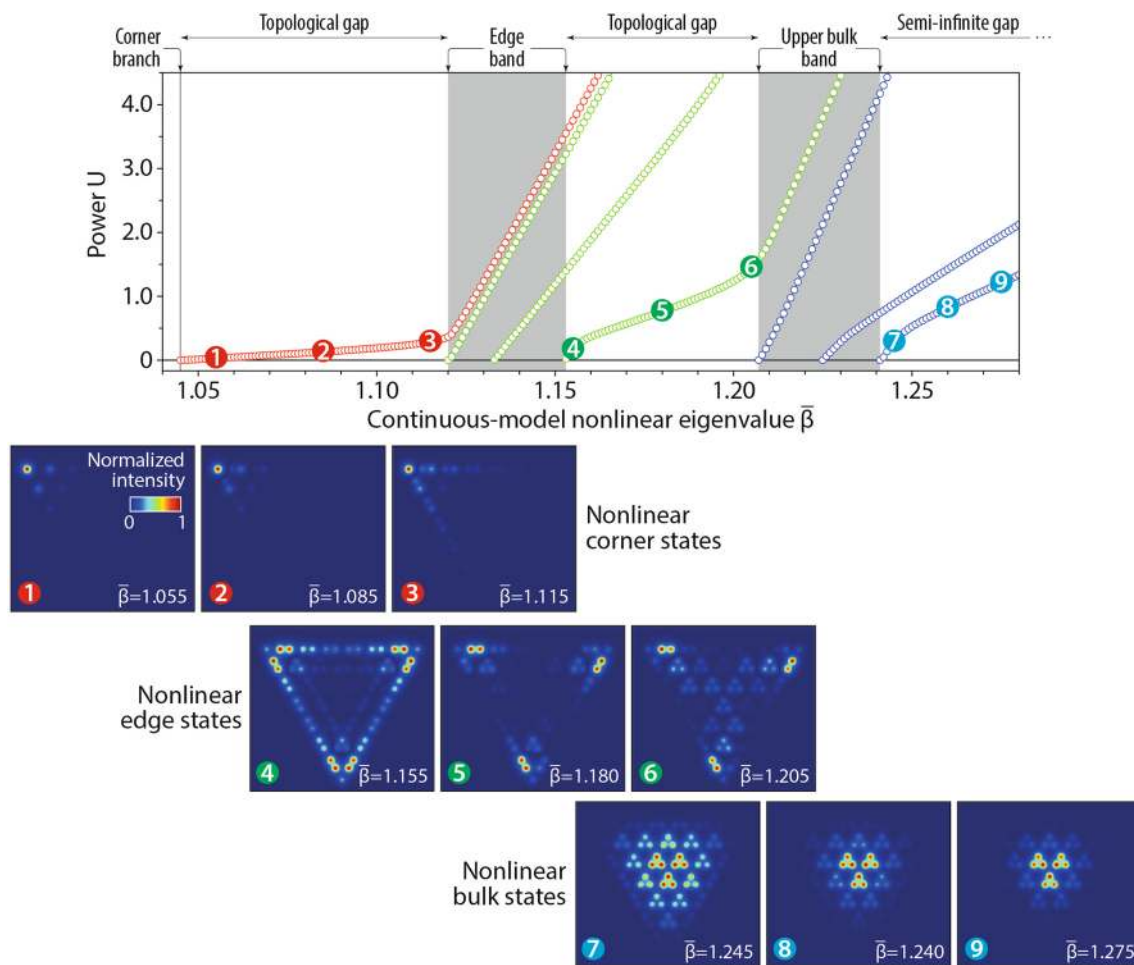 Topological gap
Topological gap
Semi-infinite gap
Corner branch
Edge band
Upper bulk band
...
4.0
3.0
2.0
1.0
0
Power U
1
2
3
4
5
6
7
8
9
1.05
1.10
1.15
1.20
1.25
Continuous-model nonlinear eigenvalue β̅
Normalized intensity
0
1
1
β̅=1.055
2
β̅=1.085
3
β̅=1.115
Nonlinear corner states
Nonlinear edge states
4
β̅=1.155
5
β̅=1.180
6
β̅=1.205
Nonlinear bulk states
7
β̅=1.245
8
β̅=1.240
9
β̅=1.275